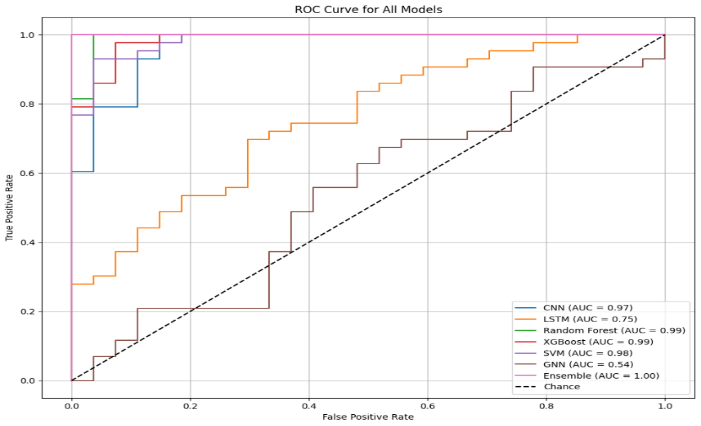 ROC Curve for All Models
True Positive Rate
1.0
0.8
0.6
0.4
0.2
0.0
CNN (AUC = 0.97)
LSTM (AUC = 0.75)
Random Forest (AUC = 0.99)
XGBoost (AUC = 0.99)
SVM (AUC = 0.98)
GNN (AUC = 0.54)
Ensemble (AUC = 1.00)
Chance
0.0 0.2 0.4 0.6 0.8 1.0
False Positive Rate